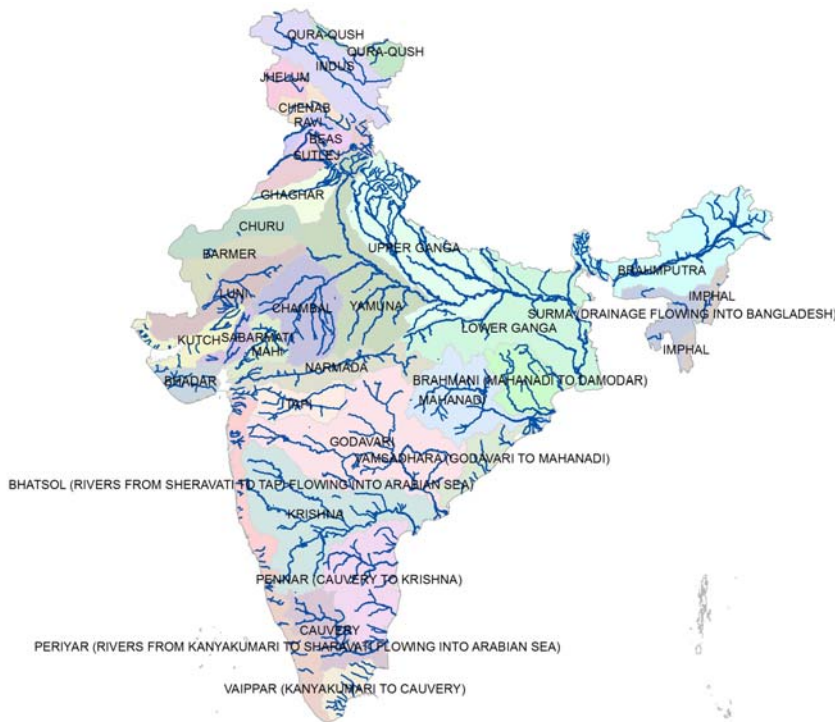 QURA-QUSH
QURA-QUSH
INDUS
JHELUM
CHENAB
RAVI
BEAS
SUTLEJ
GHAGHAR
CHURU
BARMER
UPPER GANGA
BRAHMPUTRA
LUNI
CHAMBAL
YAMUNA
IMPHAL
SURMA (DRAINAGE FLOWING INTO BANGLADESH)
LOWER GANGA
KUTCH
SABARMATI
MAHI
IMPHAL
NARMADA
BHADAR
BRAHMANI (MAHANADI TO DAMODAR)
MAHANADI
TAPI
GODAVARI
VAMSADHARA (GODAVARI TO MAHANADI)
BHATSOL (RIVERS FROM SHERAVATI TO TAPI FLOWING INTO ARABIAN SEA)
KRISHNA
PENNAR (CAUVERY TO KRISHNA)
CAUVERY
PERIYAR (RIVERS FROM KANYAKUMARI TO SHARAVATI FLOWING INTO ARABIAN SEA)
VAIPPAR (KANYAKUMARI TO CAUVERY)